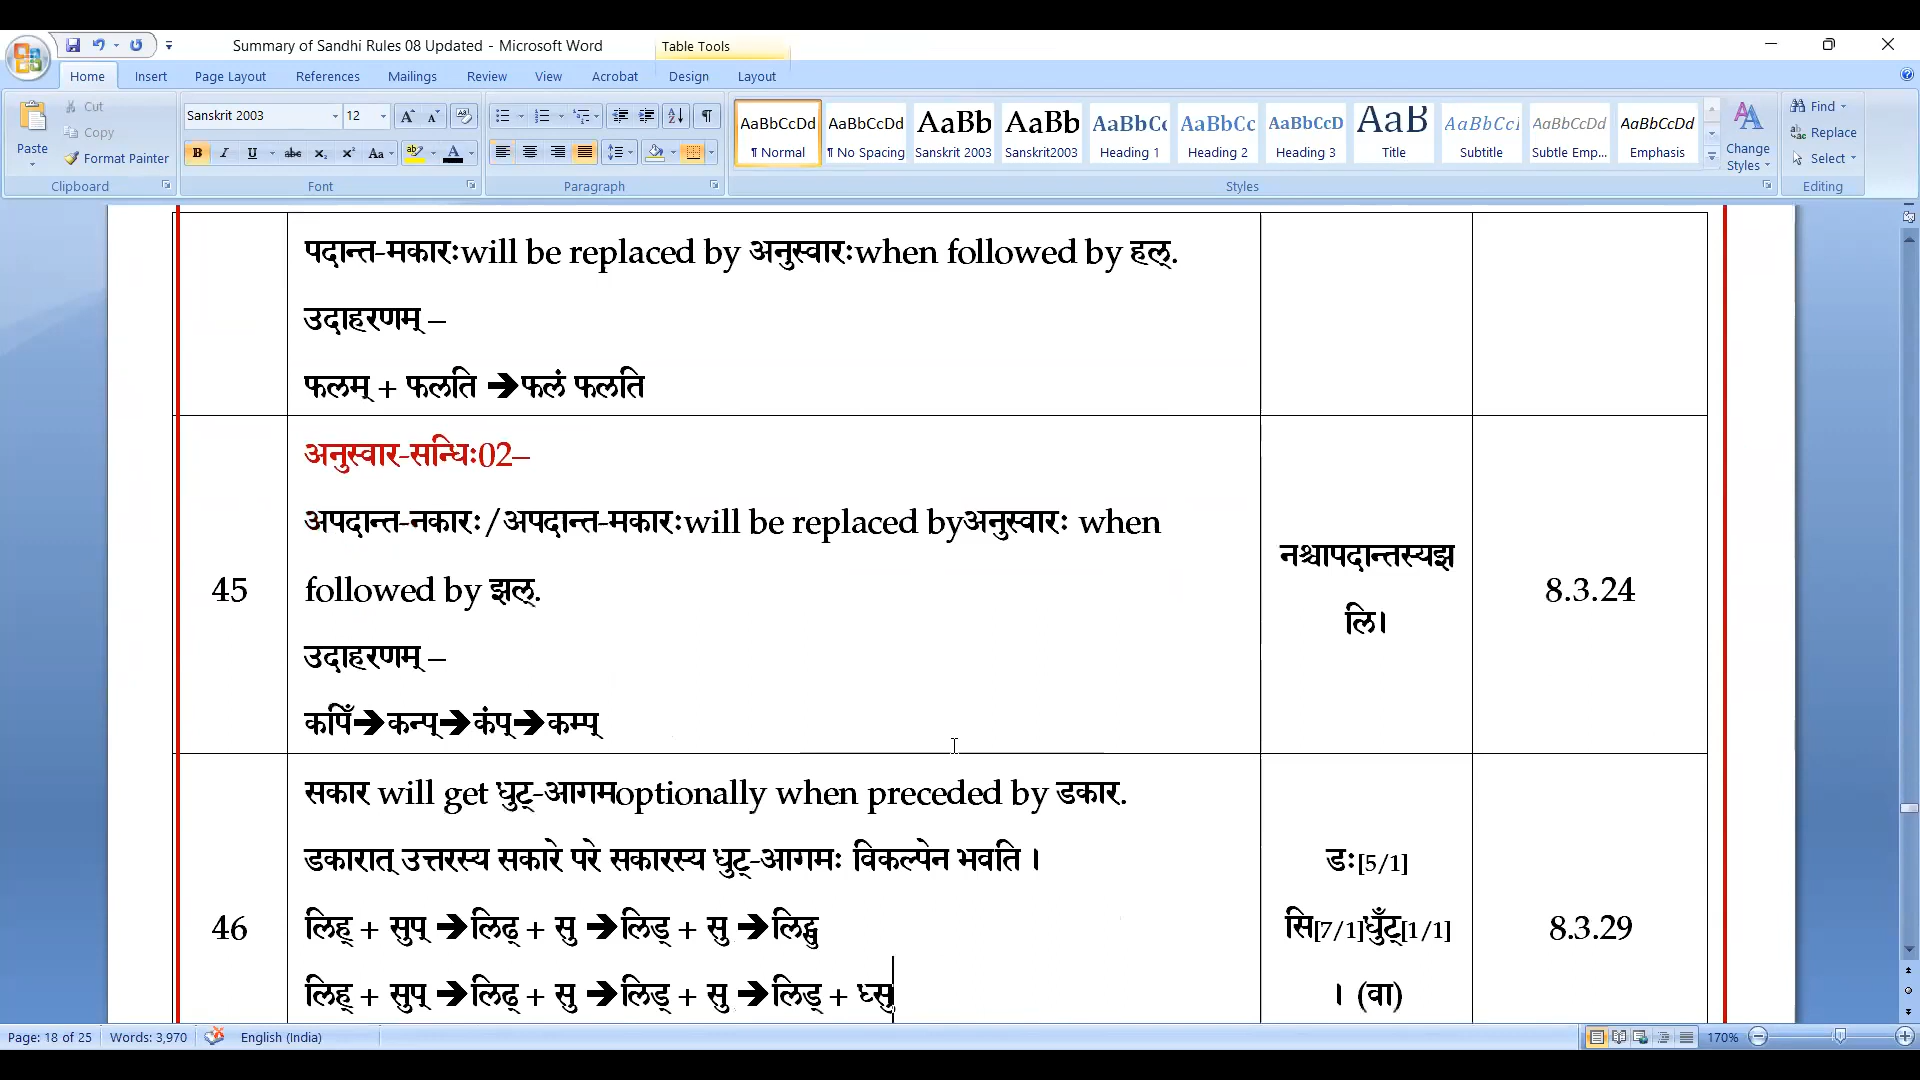 Summary of Sandhi Rules 08 Updated - Microsoft Word
Table Tools
Home Insert Page Layout References Mailings Review View Acrobat Design Layout
Paste
Cut
Copy
Format Painter
Clipboard
Sanskrit 2003 12
Font
Paragraph
AaBbCcDd AaBbCcDd AaBb AaBb AaBbCc AaBbCc AaBbCcD AaB AaBbCcI AaBbCcDd AaBbCcDd
¶ Normal ¶ No Spacing Sanskrit 2003 Sanskrit2003 Heading 1 Heading 2 Heading 3 Title Subtitle Subtle Emp... Emphasis
Styles
Change Styles
Find
Replace
Select
Editing
पदान्त-मकारःwill be replaced by अनुस्वारःwhen followed by हल्.
उदाहरणम् –
फलम् + फलति ➔फलं फलति
45
अनुस्वार-सन्धिः02–
अपदान्त-नकारः/अपदान्त-मकारःwill be replaced byअनुस्वारः when
followed by झल्.
उदाहरणम् –
कपिँ➔कन्प्➔कंप्➔कम्प्
नश्चापदान्तस्यझ
लि।
8.3.24
46
सकार will get धुट्-आगमoptionally when preceded by डकार.
डकारात् उत्तरस्य सकारे परे सकारस्य धुट्-आगमः विकल्पेन भवति ।
लिह् + सुप् ➔लिढ् + सु ➔लिड् + सु ➔लिट्सु
लिह् + सुप् ➔लिढ् + सु ➔लिड् + सु ➔लिड् + ध्सु
डः[5/1]
सि[7/1]धुँट्[1/1]
। (वा)
8.3.29
Page: 18 of 25 Words: 3,970 English (India) 170%